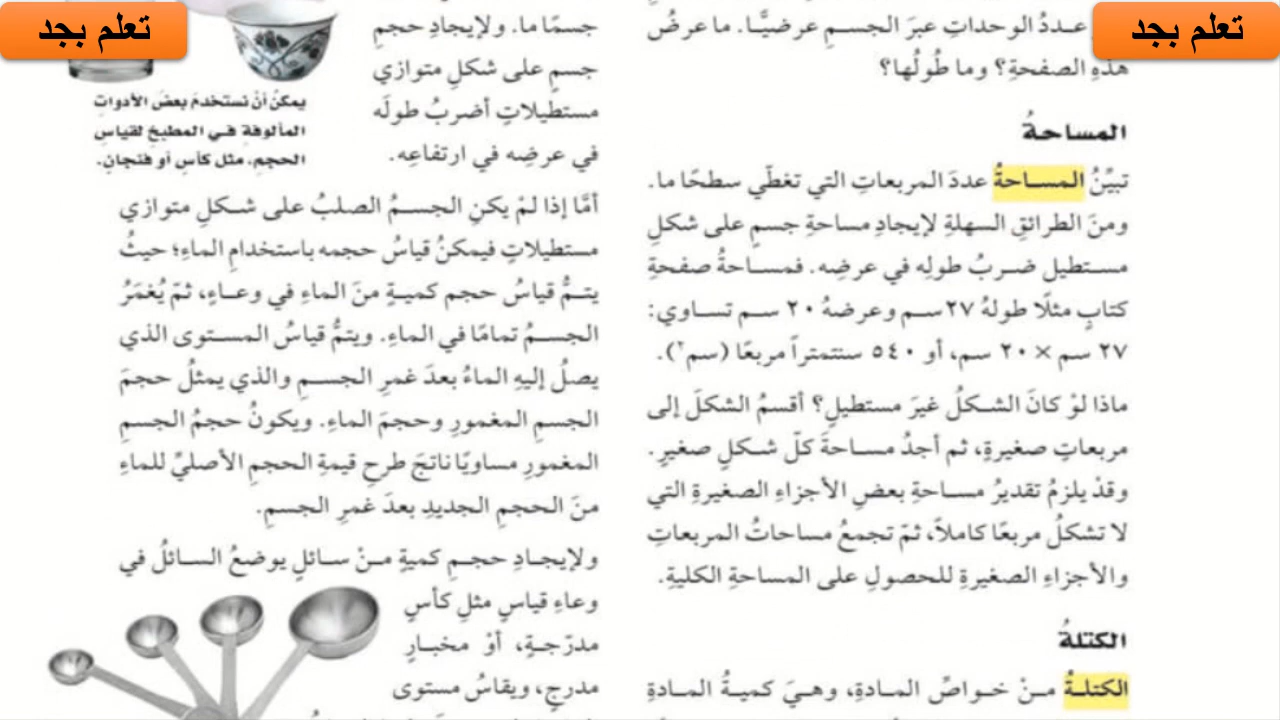 تعلم بجد
تعلم بجد
عددُ الوحداتِ عبرَ الجسمِ عرضيًّا. ما عرضُ
هذهِ الصفحةِ؟ وما طُولُها؟
المساحةُ
تبيِّنُ المساحةُ عددَ المربعاتِ التي تغطّي سطحًا ما.
ومنَ الطرائقِ السهلةِ لإيجادِ مساحةِ جسمٍ على شكلِ
مستطيل ضربُ طولِه في عرضِه. فمساحةُ صفحةِ
كتابٍ مثلًا طولهُ ٢٧ سم وعرضهُ ٢٠ سم تساوي:
٢٧ سم × ٢٠ سم، أو ٥٤٠ سنتمتراً مربعًا (سم٢).
ماذا لوْ كانَ الشكلُ غيرَ مستطيلٍ؟ أقسمُ الشكلَ إلى
مربعاتٍ صغيرةٍ، ثم أجدُ مساحةَ كلّ شكلٍ صغيرٍ.
وقدْ يلزمُ تقديرُ مساحةِ بعضِ الأجزاءِ الصغيرةِ التي
لا تشكلُ مربعًا كاملاً، ثمّ تجمعُ مساحاتُ المربعاتِ
والأجزاءِ الصغيرةِ للحصولِ على المساحةِ الكليةِ.
الكتلةُ
الكتلةُ منْ خواصِّ المادةِ، وهيَ كميةُ المادةِ
جسمًا ما. ولإيجادِ حجمِ
جسمٍ على شكلِ متوازي
مستطيلاتٍ أضربُ طولَه
في عرضِه في ارتفاعِه.
يمكنُ أنْ نستخدمَ بعضَ الأدواتِ
المألوفةِ في المطبخِ لقياسِ
الحجمِ، مثل كأسٍ أو فنجانٍ.
أمَّا إذا لمْ يكنِ الجسمُ الصلبُ على شكلِ متوازي
مستطيلاتٍ فيمكنُ قياسُ حجمه باستخدامِ الماءِ؛ حيثُ
يتمُّ قياسُ حجم كميةٍ منَ الماءِ في وعاءٍ، ثمّ يُغمَرُ
الجسمُ تمامًا في الماءِ. ويتمُّ قياسُ المستوى الذي
يصلُ إليهِ الماءُ بعدَ غمرِ الجسمِ والذي يمثلُ حجمَ
الجسمِ المغمورِ وحجمَ الماءِ. ويكونُ حجمُ الجسمِ
المغمورِ مساويًا ناتجَ طرحِ قيمةِ الحجمِ الأصليِّ للماءِ
منَ الحجمِ الجديدِ بعدَ غمرِ الجسمِ.
ولإيجادِ حجمِ كميةٍ منْ سائلٍ يوضعُ السائلُ في
وعاءِ قياسٍ مثلِ كأسٍ
مدرّجةٍ، أوْ مخبارٍ
مدرجٍ، ويقاسُ مستوى